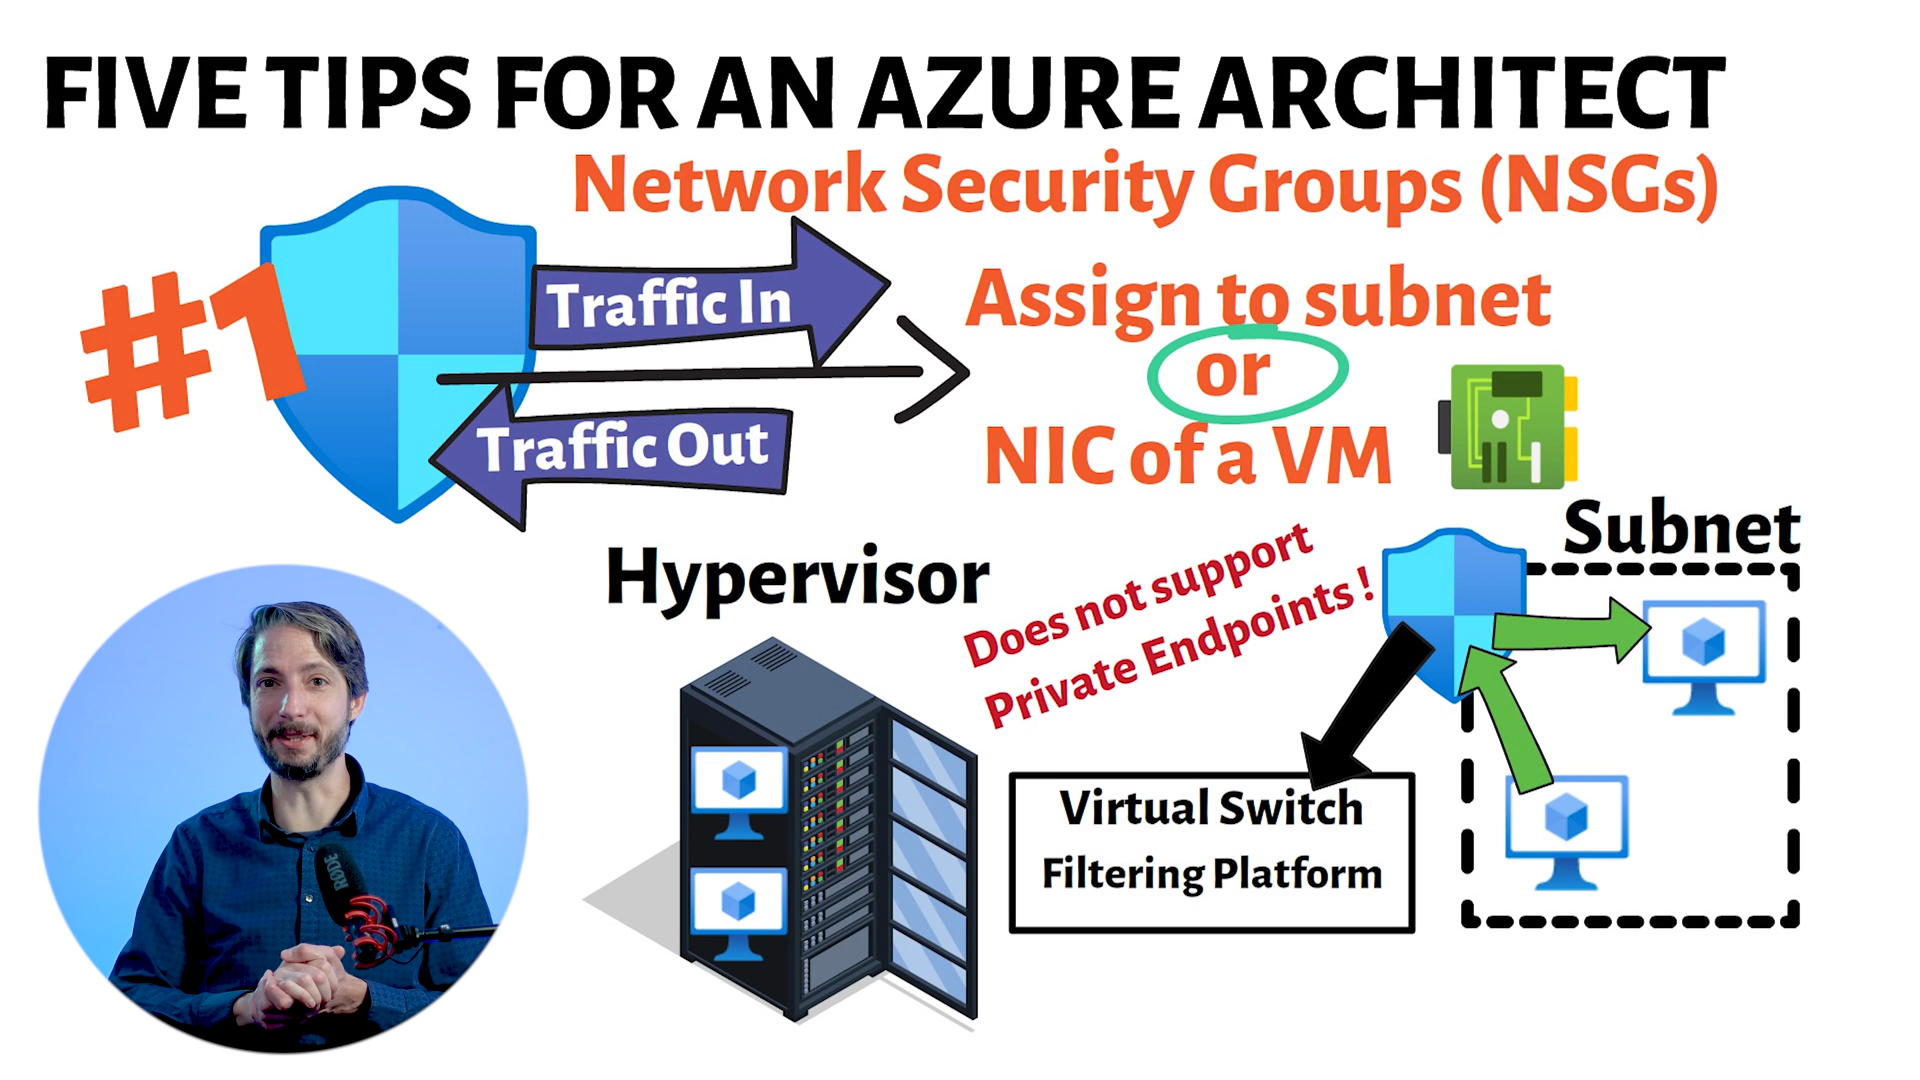 FIVE TIPS FOR AN AZURE ARCHITECT
Network Security Groups (NSGs)
#1
Traffic In
Assign to subnet
or
Traffic Out
NIC of a VM
Subnet
Hypervisor
Does not support
Private Endpoints !
Virtual Switch
Filtering Platform
RØDE